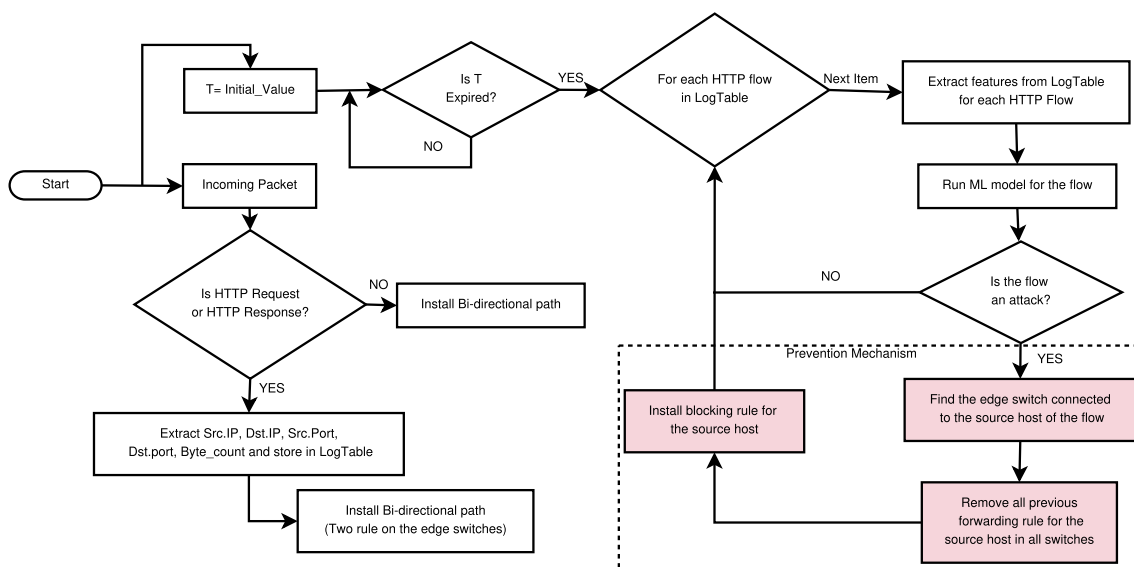 Start
T= Initial_Value
Is T
Expired?
YES
NO
For each HTTP flow
in LogTable
Next Item
Extract features from LogTable
for each HTTP Flow
Run ML model for the flow
Is the flow
an attack?
NO
YES
Incoming Packet
Is HTTP Request
or HTTP Response?
NO
Install Bi-directional path
YES
Extract Src.IP, Dst.IP, Src.Port,
Dst.port, Byte_count and store in LogTable
Install Bi-directional path
(Two rule on the edge switches)
Prevention Mechanism
Find the edge switch connected
to the source host of the flow
Remove all previous
forwarding rule for the
source host in all switches
Install blocking rule for
the source host